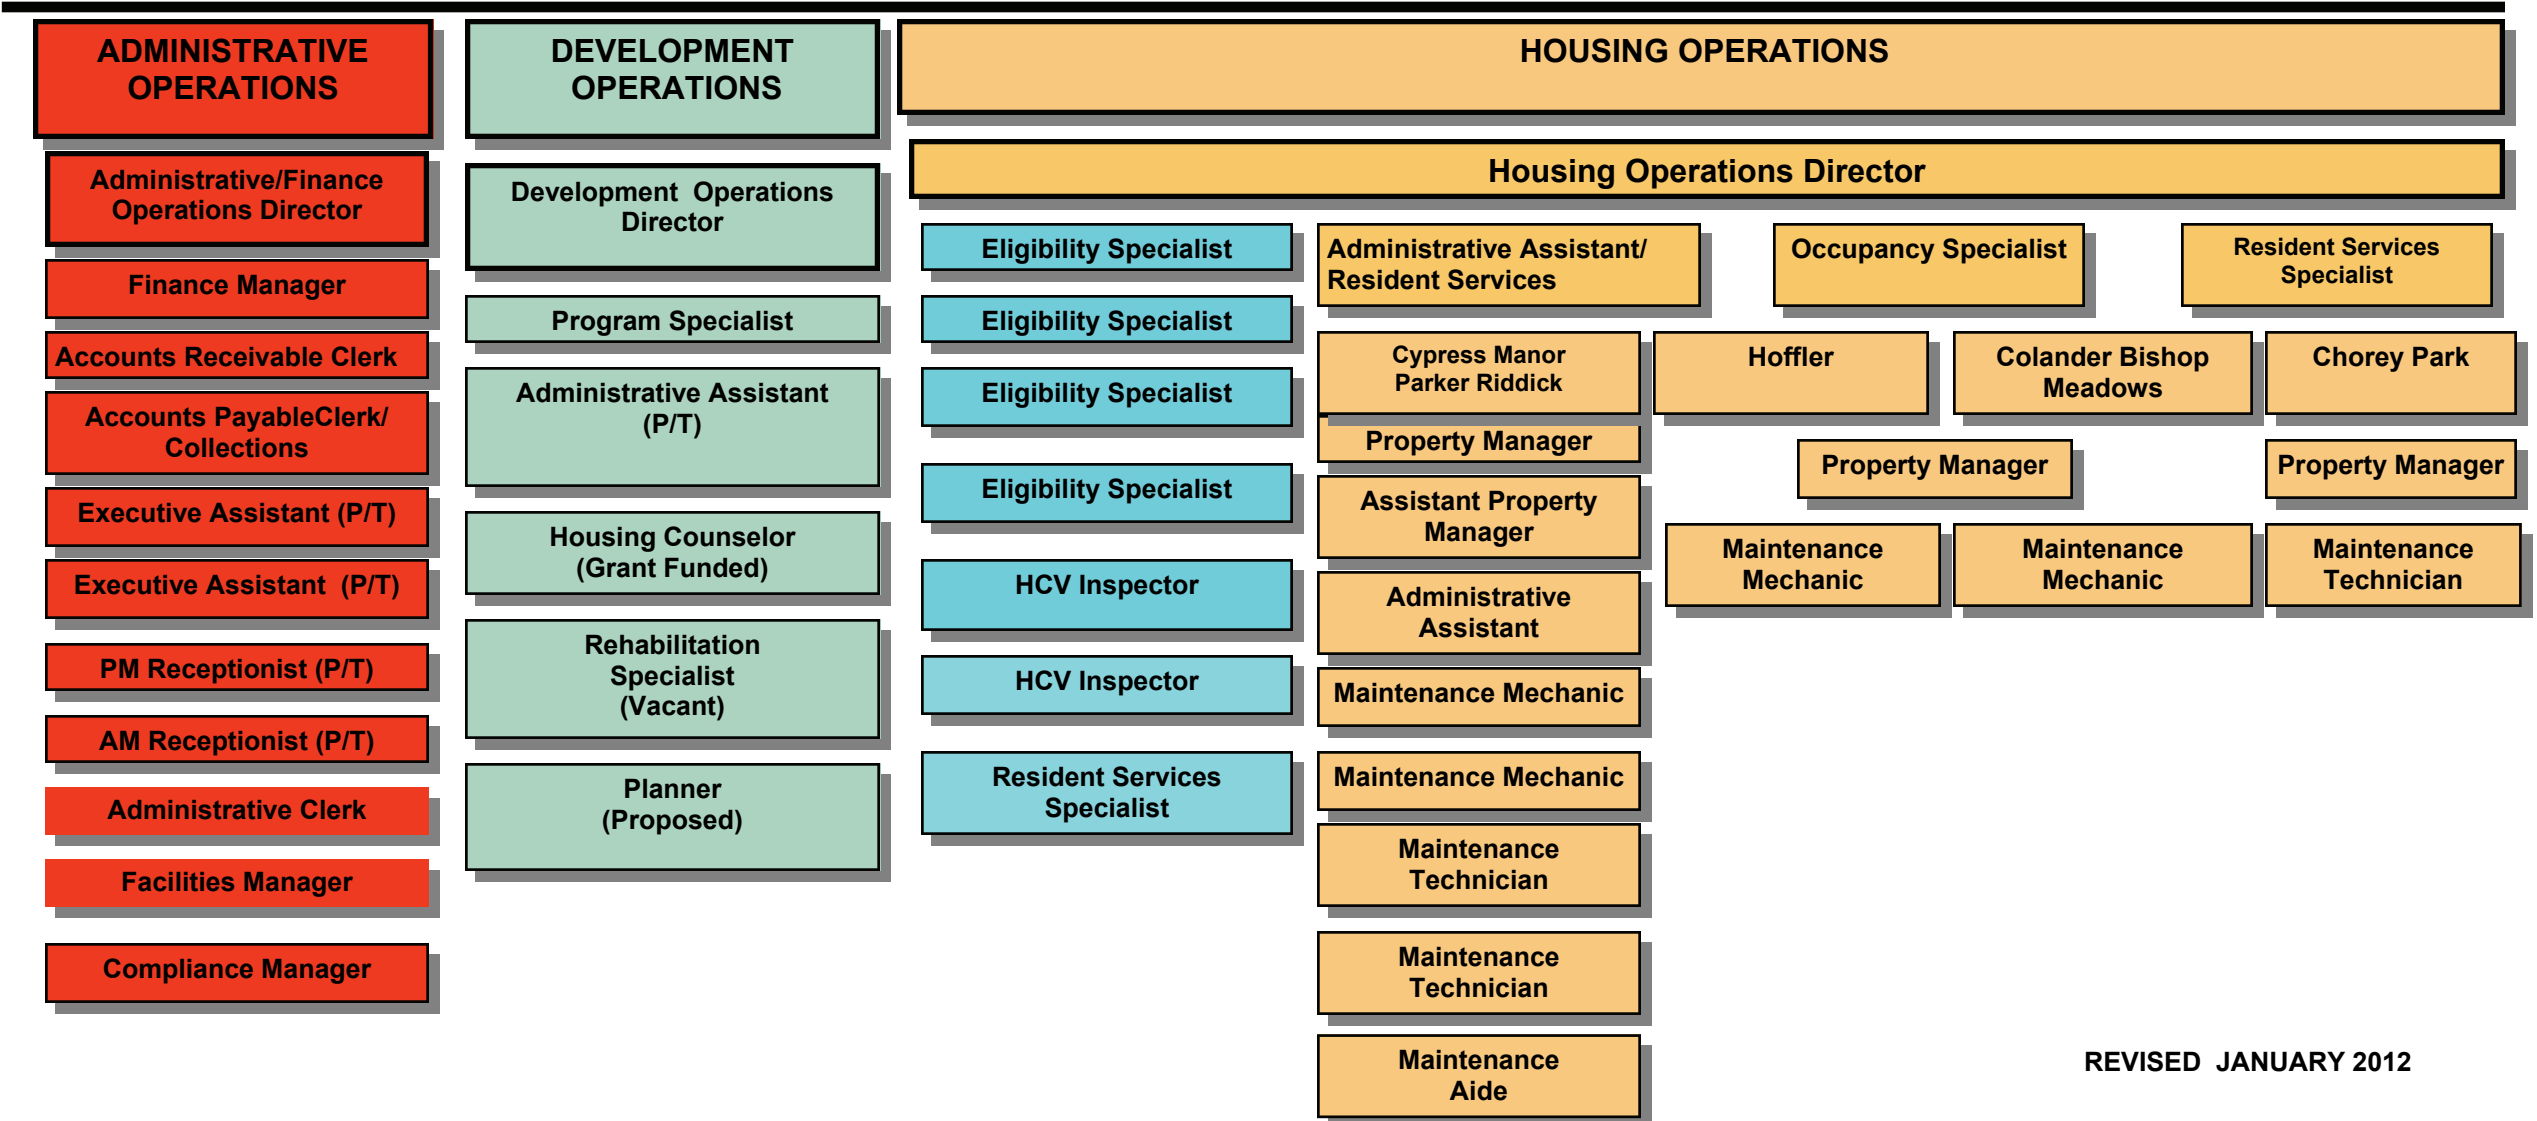 ADMINISTRATIVE
OPERATIONS
Administrative/Finance
Operations Director
Finance Manager
Accounts Receivable Clerk
Accounts PayableClerk/
Collections
Executive Assistant (P/T)
Executive Assistant  (P/T)
PM Receptionist (P/T)
AM Receptionist (P/T)
Administrative Clerk
Facilities Manager
Compliance Manager
DEVELOPMENT
OPERATIONS
Development  Operations
Director
Program Specialist
Administrative Assistant
(P/T)
Housing Counselor
(Grant Funded)
Rehabilitation
Specialist
(Vacant)
Planner
(Proposed)
HOUSING OPERATIONS
Housing Operations Director
Eligibility Specialist
Eligibility Specialist
Eligibility Specialist
Eligibility Specialist
HCV Inspector
HCV Inspector
Resident Services
Specialist
Administrative Assistant/
Resident Services
Occupancy Specialist
Resident Services
Specialist
Cypress Manor
Parker Riddick
Property Manager
Assistant Property
Manager
Administrative
Assistant
Maintenance Mechanic
Maintenance Mechanic
Maintenance
Technician
Maintenance
Technician
Maintenance
Aide
Hoffler
Colander Bishop
Meadows
Property Manager
Maintenance
Mechanic
Maintenance
Mechanic
Chorey Park
Property Manager
Maintenance
Technician
REVISED  JANUARY 2012